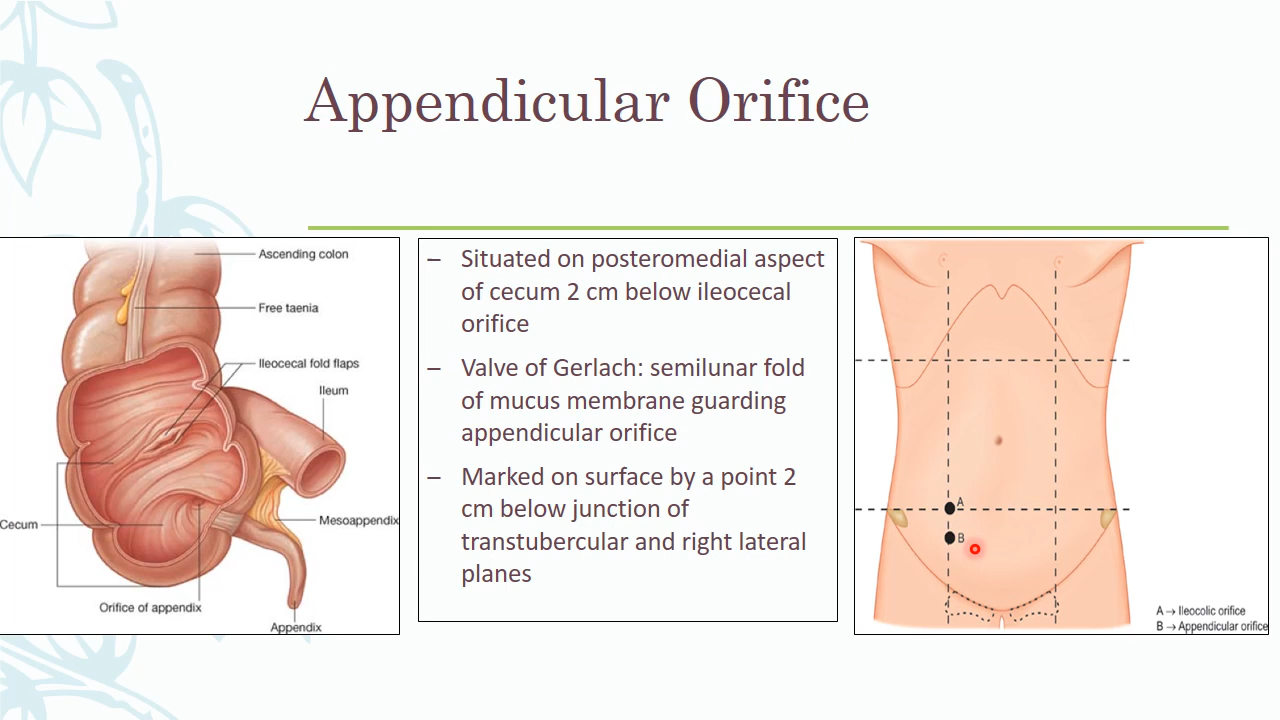 Appendicular Orifice
Ascending colon
Free taenia
Ileocecal fold flaps
Ileum
Mesoappendix
Cecum
Orifice of appendix
Appendix
– Situated on posteromedial aspect
of cecum 2 cm below ileocecal
orifice
– Valve of Gerlach: semilunar fold
of mucus membrane guarding
appendicular orifice
– Marked on surface by a point 2
cm below junction of
transtubercular and right lateral
planes
A
B
A → Ileocolic orifice
B → Appendicular orifice